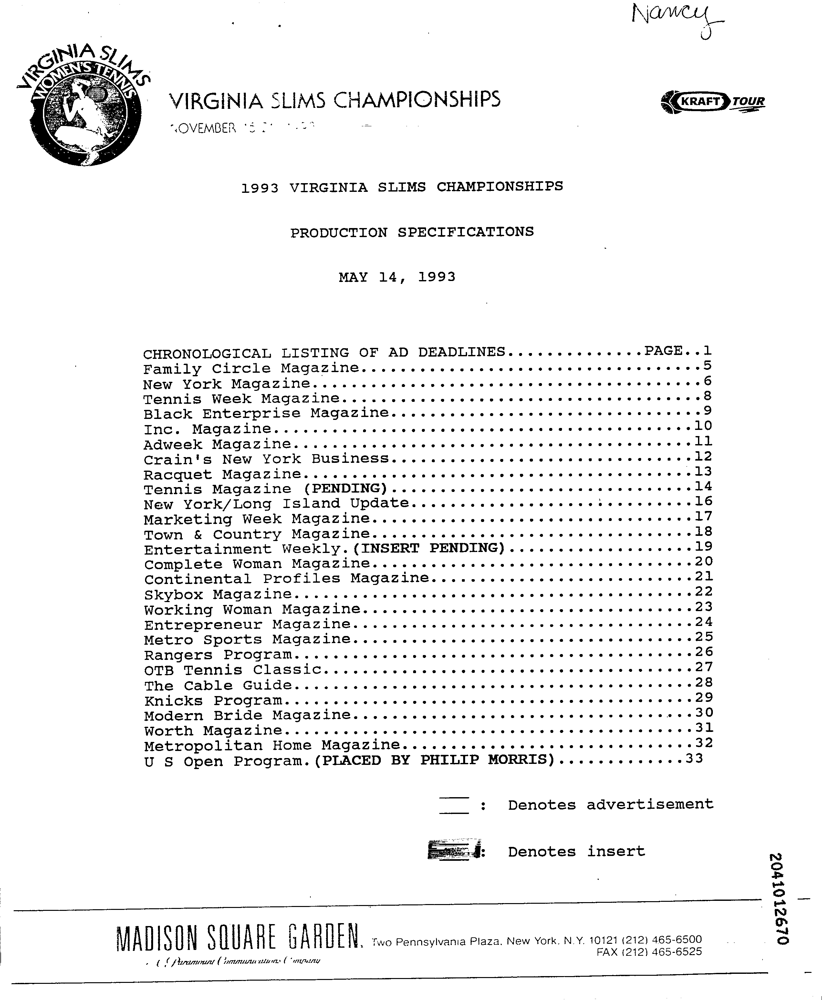 Nancy
VIRGINIA SLIMS
WOMEN'S TENNIS
VIRGINIA SLIMS CHAMPIONSHIPS
KRAFT TOUR
NOVEMBER
1993 VIRGINIA SLIMS CHAMPIONSHIPS
PRODUCTION SPECIFICATIONS
MAY 14, 1993
CHRONOLOGICAL LISTING OF AD DEADLINES..............PAGE..1
Family Circle Magazine...................................5
New York Magazine........................................6
Tennis Week Magazine.....................................8
Black Enterprise Magazine................................9
Inc. Magazine...........................................10
Adweek Magazine.........................................11
Crain's New York Business...............................12
Racquet Magazine........................................13
Tennis Magazine (PENDING)...............................14
New York/Long Island Update.............................16
Marketing Week Magazine.................................17
Town & Country Magazine.................................18
Entertainment Weekly.(INSERT PENDING)...................19
Complete Woman Magazine.................................20
Continental Profiles Magazine...........................21
Skybox Magazine.........................................22
Working Woman Magazine..................................23
Entrepreneur Magazine...................................24
Metro Sports Magazine...................................25
Rangers Program.........................................26
OTB Tennis Classic......................................27
The Cable Guide.........................................28
Knicks Program..........................................29
Modern Bride Magazine...................................30
Worth Magazine..........................................31
Metropolitan Home Magazine..............................32
U S Open Program.(PLACED BY PHILIP MORRIS).............33
: Denotes advertisement
: Denotes insert
2041012670
MADISON SQUARE GARDEN. Two Pennsylvania Plaza, New York, N.Y. 10121 (212) 465-6500
FAX (212) 465-6525
A Paramount Communications Company